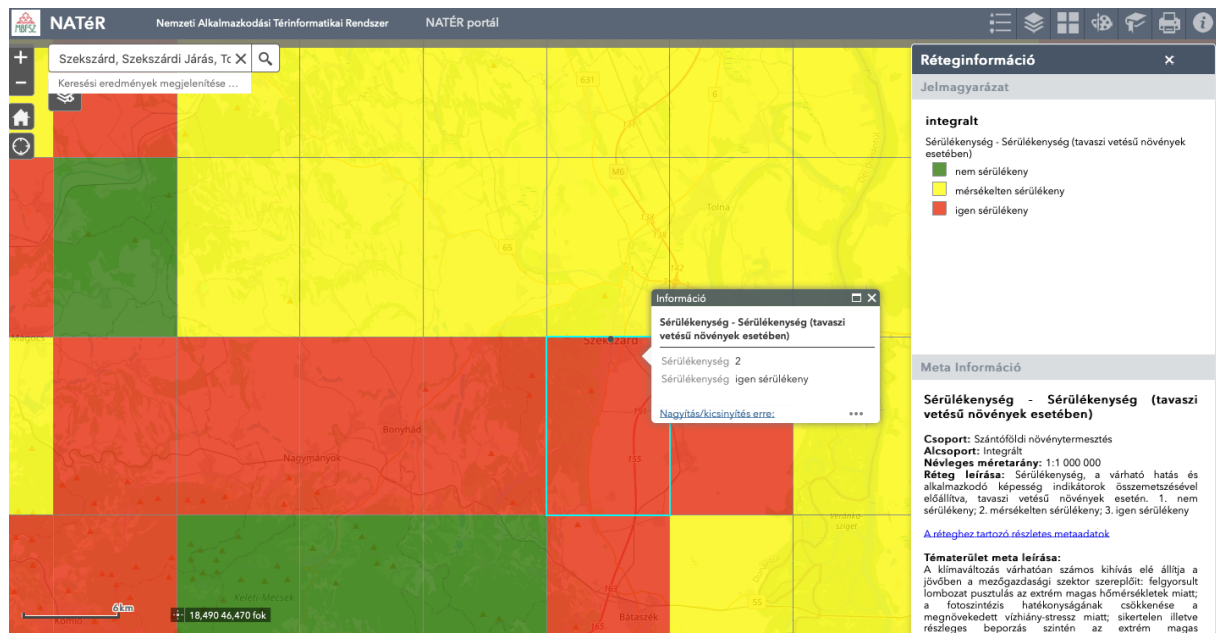 MBFSZ
NATéR
Nemzeti Alkalmazkodási Térinformatikai Rendszer
NATÉR portál
Szekszárd, Szekszárdi Járás, To
Keresési eredmények megjelenítése ...
631
6
M6
Tolna
65
Szekszárd
Bonyhád
Nagymányok
Keleti-Mecsek
Bátaszék
55
6km
18,490 46,470 fok
Információ
Sérülékenység - Sérülékenység (tavaszi
vetésű növények esetében)
Sérülékenység 2
Sérülékenység igen sérülékeny
Nagyítás/kicsinyítés erre:
Réteginformáció
Jelmagyarázat
integralt
Sérülékenység - Sérülékenység (tavaszi vetésű növények
esetében)
nem sérülékeny
mérsékelten sérülékeny
igen sérülékeny
Meta Információ
Sérülékenység - Sérülékenység (tavaszi
vetésű növények esetében)
Csoport: Szántóföldi növénytermesztés
Alcsoport: Integrált
Névleges méretarány: 1:1 000 000
Réteg leírása: Sérülékenység, a várható hatás és
alkalmazkodó képesség indikátorok összemetszésével
előállítva, tavaszi vetésű növények esetén. 1. nem
sérülékeny; 2. mérsékelten sérülékeny; 3. igen sérülékeny
A réteghez tartozó részletes metaadatok
Tématerület meta leírása:
A klímaváltozás várhatóan számos kihívás elé állítja a
jövőben a mezőgazdasági szektor szereplőit: felgyorsult
lombozat pusztulás az extrém magas hőmérsékletek miatt;
a fotoszintézis hatékonyságának csökkenése a
megnövekedett vízhiány-stressz miatt; sikertelen illetve
részleges beporzás szintén az extrém magas